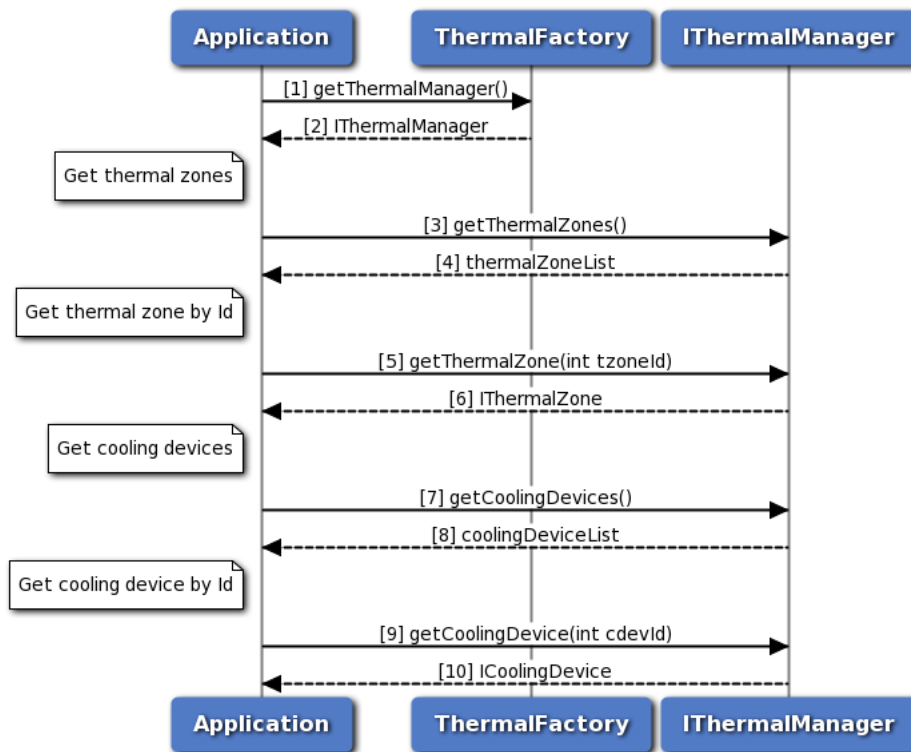 Application ThermalFactory IThermalManager
[1] getThermalManager()
[2] IThermalManager
Get thermal zones
[3] getThermalZones()
[4] thermalZoneList
Get thermal zone by Id
[5] getThermalZone(int tzoneId)
[6] IThermalZone
Get cooling devices
[7] getCoolingDevices()
[8] coolingDeviceList
Get cooling device by Id
[9] getCoolingDevice(int cdevId)
[10] ICoolingDevice
Application ThermalFactory IThermalManager